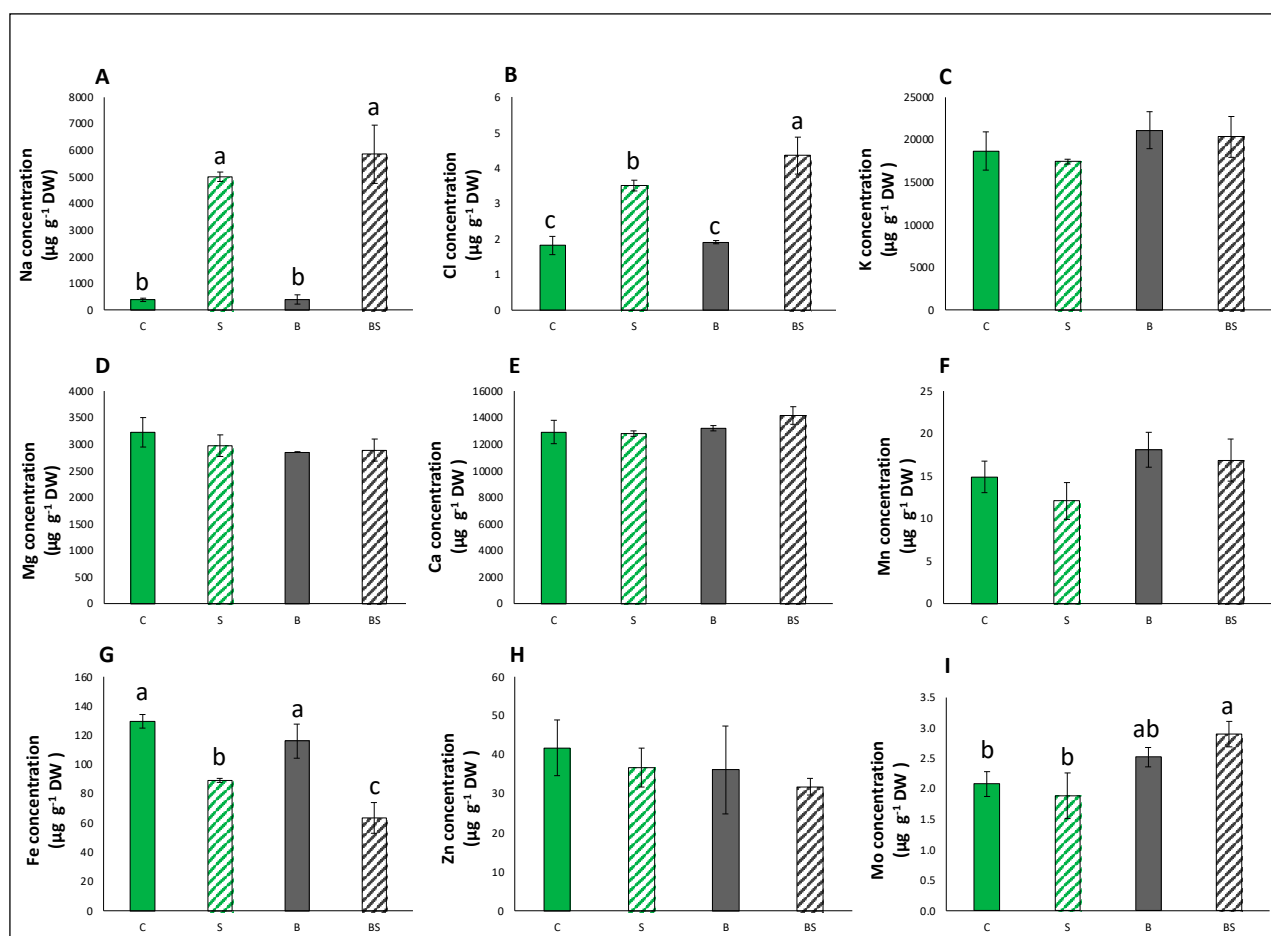 A
Na concentration
(µg g-1 DW)
8000
7000
6000
5000
4000
3000
2000
1000
0
b
a
b
a
C S B BS
B
Cl concentration
(µg g-1 DW)
6
5
4
3
2
1
0
c
b
c
a
C S B BS
C
K concentration
(µg g-1 DW)
25000
20000
15000
10000
5000
0
C S B BS
D
Mg concentration
(µg g-1 DW )
4000
3500
3000
2500
2000
1500
1000
500
0
C S B BS
E
Ca concentration
(µg g-1 DW )
16000
14000
12000
10000
8000
6000
4000
2000
0
C S B BS
F
Mn concentration
(µg g-1 DW )
25
20
15
10
5
0
C S B BS
G
Fe concentration
(µg g-1 DW )
160
140
120
100
80
60
40
20
0
a
b
a
c
C S B BS
H
Zn concentration
(µg g-1 DW )
60
50
40
30
20
10
0
C S B BS
I
Mo concentration
(µg g-1 DW )
3.5
3.0
2.5
2.0
1.5
1.0
0.5
0.0
b
b
ab
a
C S B BS